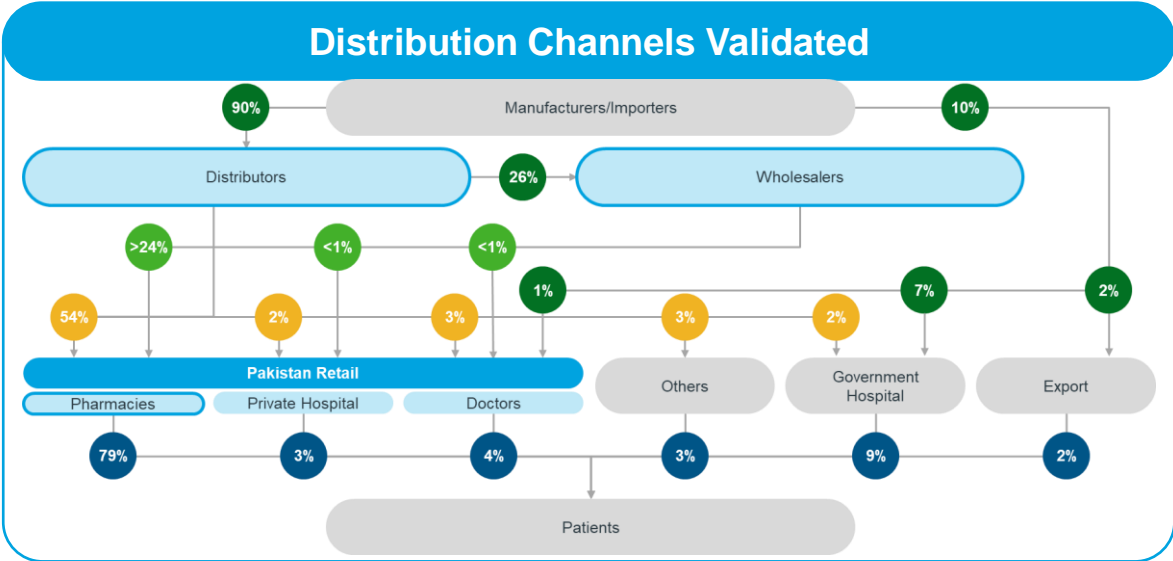 Distribution Channels Validated
90%
Manufacturers/Importers
10%
Distributors
26%
Wholesalers
>24%
<1%
<1%
1%
7%
2%
54%
2%
3%
3%
2%
Pakistan Retail
Pharmacies
Private Hospital
Doctors
Others
Government
Hospital
Export
79%
3%
4%
3%
9%
2%
Patients